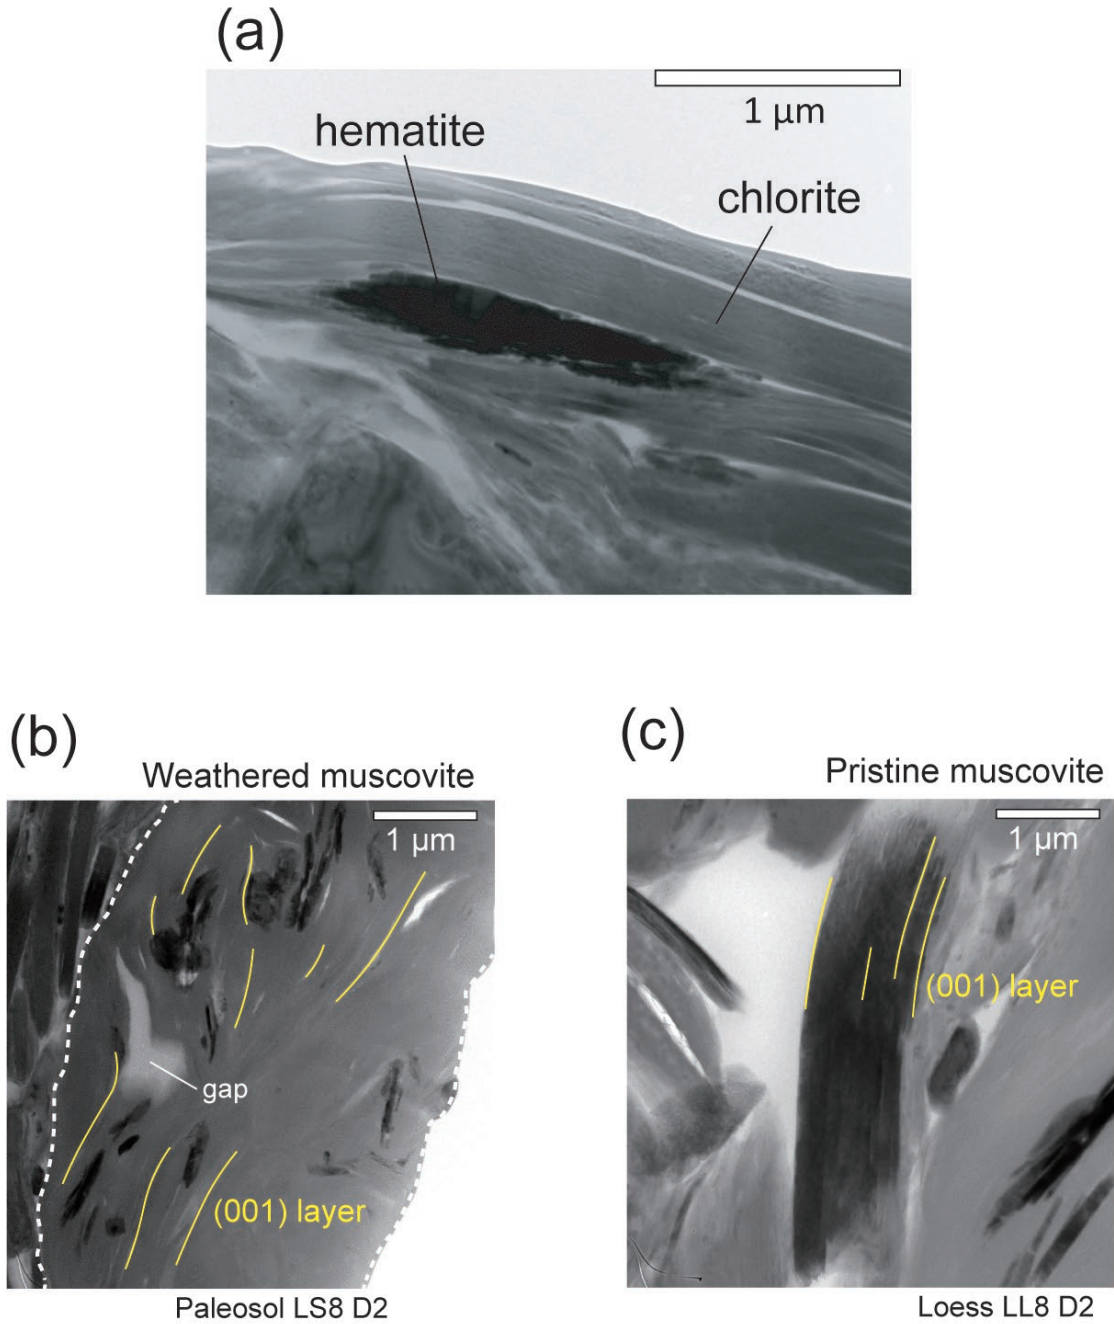 (a)
1 μm
hematite
chlorite
(b)
Weathered muscovite
1 μm
gap
(001) layer
Paleosol LS8 D2
(c)
Pristine muscovite
1 μm
(001) layer
Loess LL8 D2